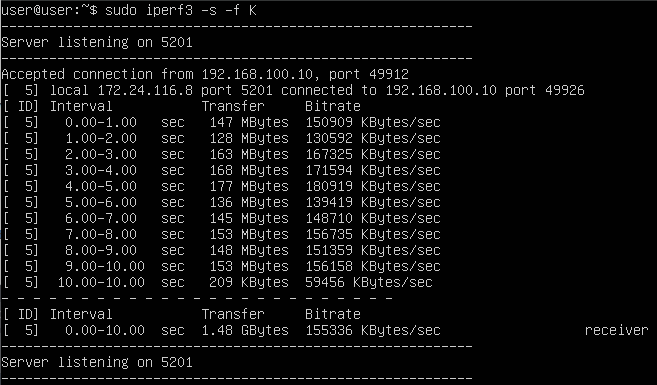 user@user:~$ sudo iperf3 -s -f K
-----------------------------------------------------------
Server listening on 5201
-----------------------------------------------------------
Accepted connection from 192.168.100.10, port 49912
[  5] local 172.24.116.8 port 5201 connected to 192.168.100.10 port 49926
[ ID] Interval           Transfer     Bitrate
[  5]   0.00-1.00   sec   147 MBytes  150909 KBytes/sec
[  5]   1.00-2.00   sec   128 MBytes  130592 KBytes/sec
[  5]   2.00-3.00   sec   163 MBytes  167325 KBytes/sec
[  5]   3.00-4.00   sec   168 MBytes  171594 KBytes/sec
[  5]   4.00-5.00   sec   177 MBytes  180919 KBytes/sec
[  5]   5.00-6.00   sec   136 MBytes  139419 KBytes/sec
[  5]   6.00-7.00   sec   145 MBytes  148710 KBytes/sec
[  5]   7.00-8.00   sec   153 MBytes  156735 KBytes/sec
[  5]   8.00-9.00   sec   148 MBytes  151359 KBytes/sec
[  5]   9.00-10.00  sec   153 MBytes  156158 KBytes/sec
[  5]  10.00-10.00  sec   209 KBytes  59456 KBytes/sec
- - - - - - - - - - - - - - - - - - - - - - - - -
[ ID] Interval           Transfer     Bitrate
[  5]   0.00-10.00  sec  1.48 GBytes  155336 KBytes/sec                  receiver
-----------------------------------------------------------
Server listening on 5201
-----------------------------------------------------------